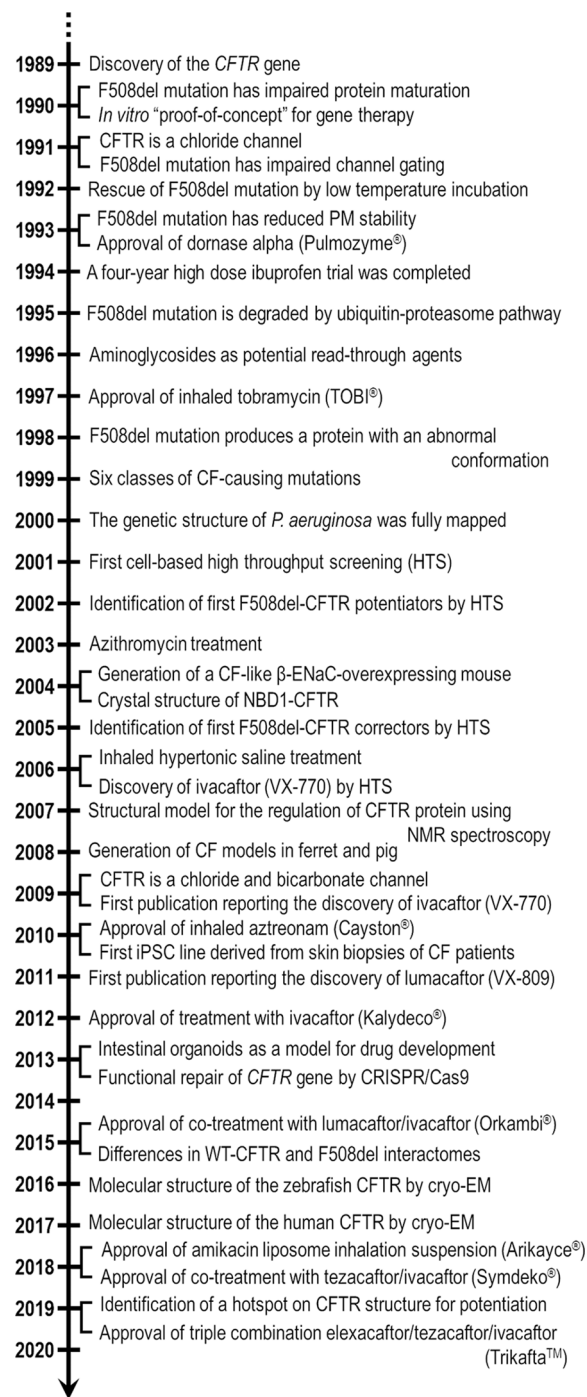 1989 Discovery of the CFTR gene
F508del mutation has impaired protein maturation
1990
In vitro “proof-of-concept” for gene therapy
CFTR is a chloride channel
1991
F508del mutation has impaired channel gating
1992 Rescue of F508del mutation by low temperature incubation
F508del mutation has reduced PM stability
1993
Approval of dornase alpha (Pulmozyme®)
1994 A four-year high dose ibuprofen trial was completed
1995 F508del mutation is degraded by ubiquitin-proteasome pathway
1996 Aminoglycosides as potential read-through agents
1997 Approval of inhaled tobramycin (TOBI®)
1998 F508del mutation produces a protein with an abnormal
conformation
1999 Six classes of CF-causing mutations
2000 The genetic structure of P. aeruginosa was fully mapped
2001 First cell-based high throughput screening (HTS)
2002 Identification of first F508del-CFTR potentiators by HTS
2003 Azithromycin treatment
Generation of a CF-like β-ENaC-overexpressing mouse
2004
Crystal structure of NBD1-CFTR
2005 Identification of first F508del-CFTR correctors by HTS
Inhaled hypertonic saline treatment
2006
Discovery of ivacaftor (VX-770) by HTS
2007 Structural model for the regulation of CFTR protein using
NMR spectroscopy
2008 Generation of CF models in ferret and pig
CFTR is a chloride and bicarbonate channel
2009
First publication reporting the discovery of ivacaftor (VX-770)
Approval of inhaled aztreonam (Cayston®)
2010
First iPSC line derived from skin biopsies of CF patients
2011 First publication reporting the discovery of lumacaftor (VX-809)
2012 Approval of treatment with ivacaftor (Kalydeco®)
Intestinal organoids as a model for drug development
2013
Functional repair of CFTR gene by CRISPR/Cas9
2014
Approval of co-treatment with lumacaftor/ivacaftor (Orkambi®)
2015
Differences in WT-CFTR and F508del interactomes
2016 Molecular structure of the zebrafish CFTR by cryo-EM
2017 Molecular structure of the human CFTR by cryo-EM
Approval of amikacin liposome inhalation suspension (Arikayce®)
2018
Approval of co-treatment with tezacaftor/ivacaftor (Symdeko®)
2019 Identification of a hotspot on CFTR structure for potentiation
Approval of triple combination elexacaftor/tezacaftor/ivacaftor
2020 (Trikafta™)